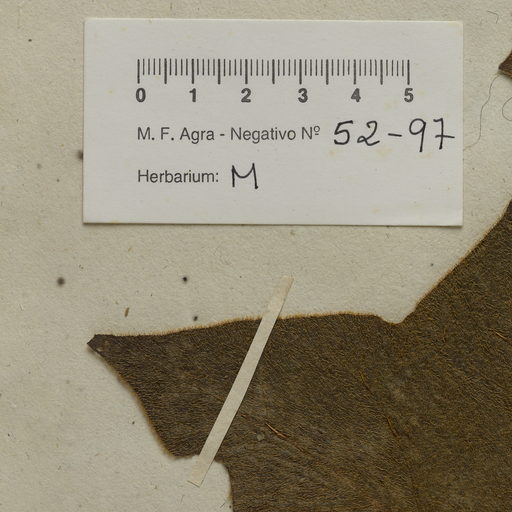 0 1 2 3 4 5
M. F. Agra - Negativo Nº 52-97
Herbarium: M